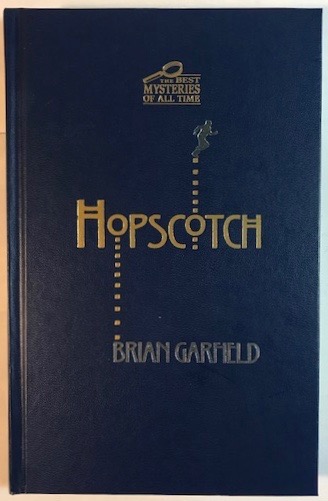 THE BEST
MYSTERIES
OF ALL TIME
HOPSCOTCH
BRIAN GARFIELD